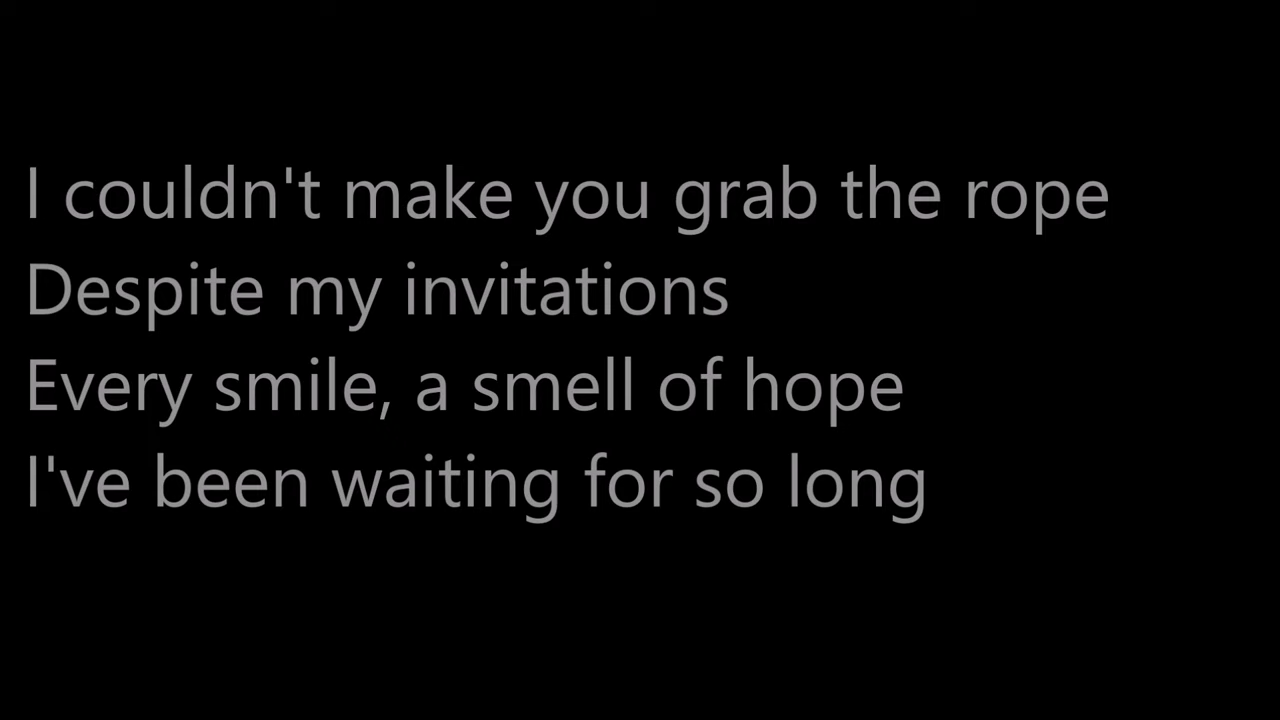 I couldn't make you grab the rope
Despite my invitations
Every smile, a smell of hope
I've been waiting for so long